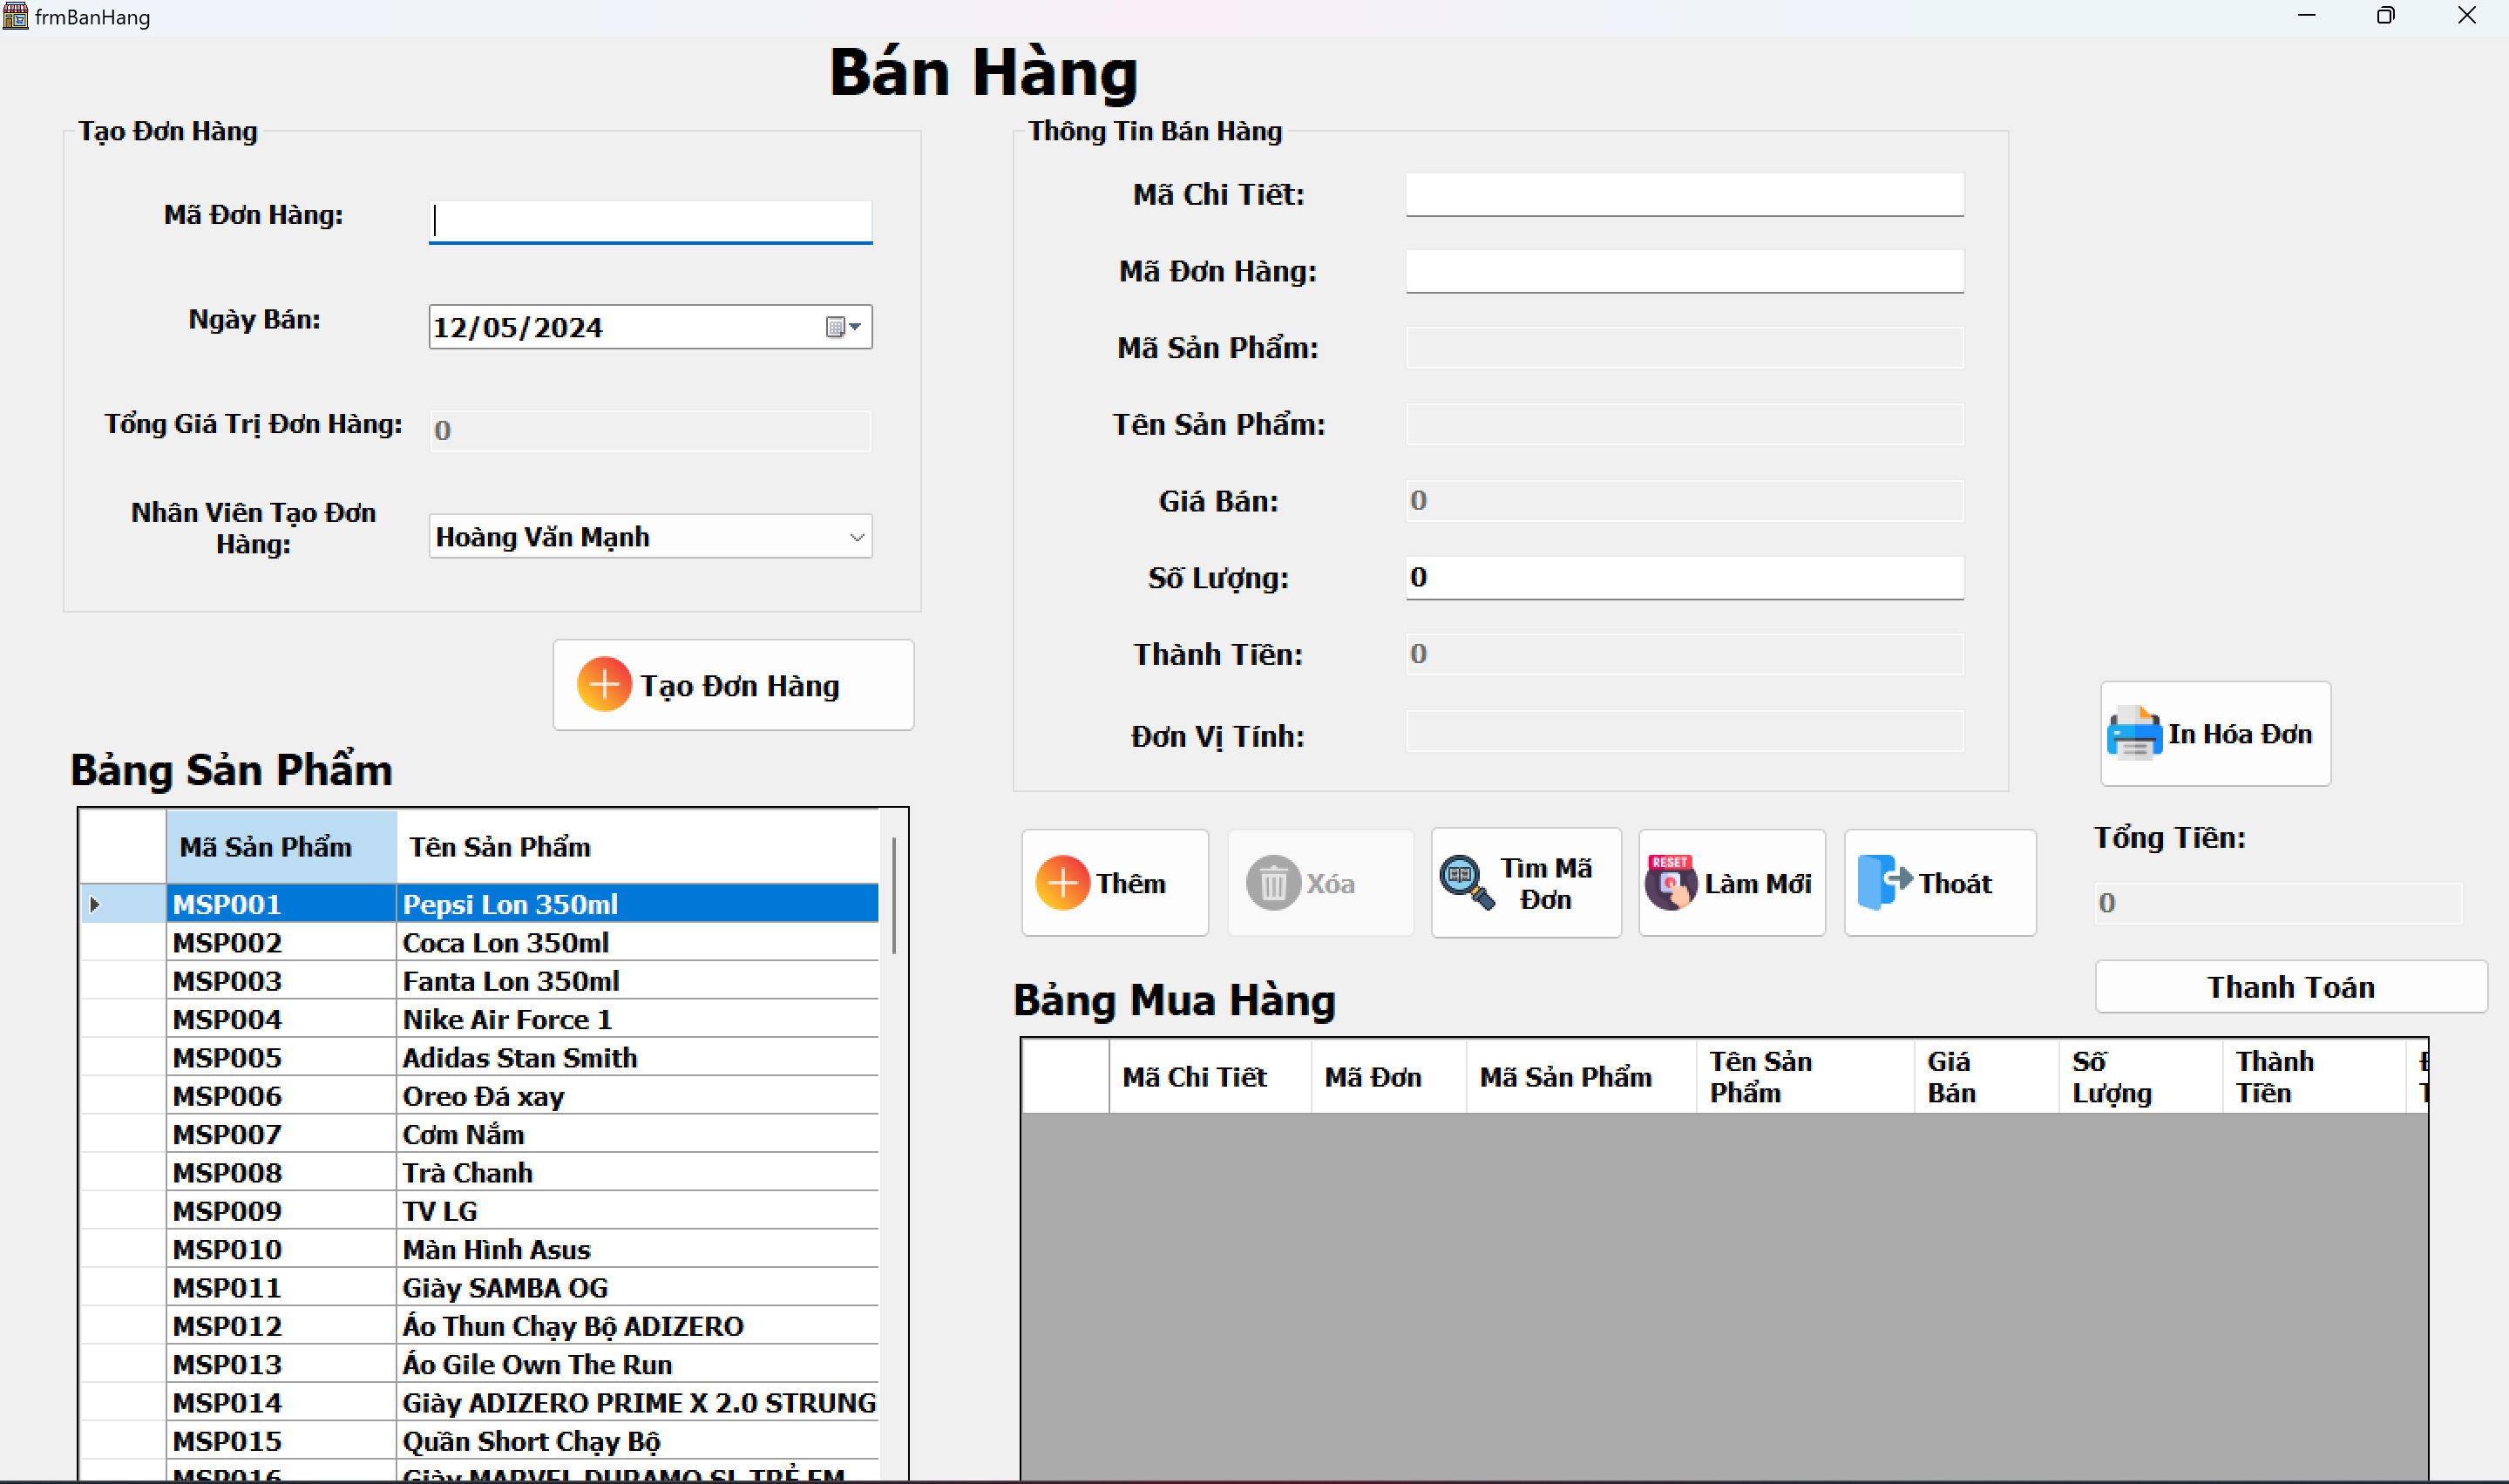 frmBanHang
Bán Hàng
Tạo Đơn Hàng
Mã Đơn Hàng:
Ngày Bán:
12/05/2024
Tổng Giá Trị Đơn Hàng:
0
Nhân Viên Tạo Đơn
Hàng:
Hoàng Văn Mạnh
Tạo Đơn Hàng
Thông Tin Bán Hàng
Mã Chi Tiết:
Mã Đơn Hàng:
Mã Sản Phẩm:
Tên Sản Phẩm:
Giá Bán:
0
Số Lượng:
0
Thành Tiền:
0
Đơn Vị Tính:
In Hóa Đơn
Bảng Sản Phẩm
Mã Sản Phẩm Tên Sản Phẩm
MSP001 Pepsi Lon 350ml
MSP002 Coca Lon 350ml
MSP003 Fanta Lon 350ml
MSP004 Nike Air Force 1
MSP005 Adidas Stan Smith
MSP006 Oreo Đá xay
MSP007 Cơm Nắm
MSP008 Trà Chanh
MSP009 TV LG
MSP010 Màn Hình Asus
MSP011 Giày SAMBA OG
MSP012 Áo Thun Chạy Bộ ADIZERO
MSP013 Áo Gile Own The Run
MSP014 Giày ADIZERO PRIME X 2.0 STRUNG
MSP015 Quần Short Chạy Bộ
MSP016 Giày MARVEL DURAMO SL TRẺ EM
Thêm
Xóa
Tìm Mã
Đơn
RESET
Làm Mới
Thoát
Tổng Tiền:
0
Thanh Toán
Bảng Mua Hàng
Mã Chi Tiết Mã Đơn Mã Sản Phẩm Tên Sản Phẩm Giá Bán Số Lượng Thành Tiền